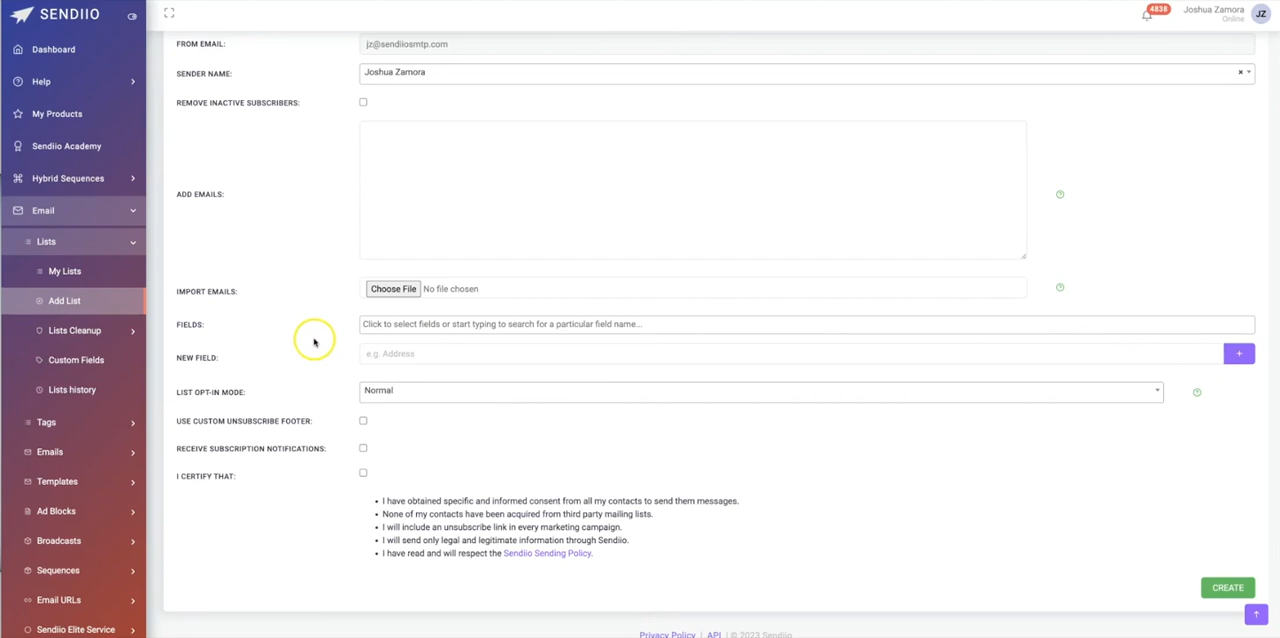 SENDIIO
4838
Joshua Zamora
Online
JZ
Dashboard
Help
My Products
Sendiio Academy
Hybrid Sequences
Email
Lists
My Lists
Add List
Lists Cleanup
Custom Fields
Lists history
Tags
Emails
Templates
Ad Blocks
Broadcasts
Sequences
Email URLs
Sendiio Elite Service
FROM EMAIL:
jz@sendiiosmtp.com
SENDER NAME:
Joshua Zamora
REMOVE INACTIVE SUBSCRIBERS:
ADD EMAILS:
IMPORT EMAILS:
Choose File No file chosen
FIELDS:
Click to select fields or start typing to search for a particular field name...
NEW FIELD:
e.g. Address
LIST OPT-IN MODE:
Normal
USE CUSTOM UNSUBSCRIBE FOOTER:
RECEIVE SUBSCRIPTION NOTIFICATIONS:
I CERTIFY THAT:
• I have obtained specific and informed consent from all my contacts to send them messages.
• None of my contacts have been acquired from third party mailing lists.
• I will include an unsubscribe link in every marketing campaign.
• I will send only legal and legitimate information through Sendiio.
• I have read and will respect the Sendiio Sending Policy.
CREATE
Privacy Policy | API | © 2023 Sendiio